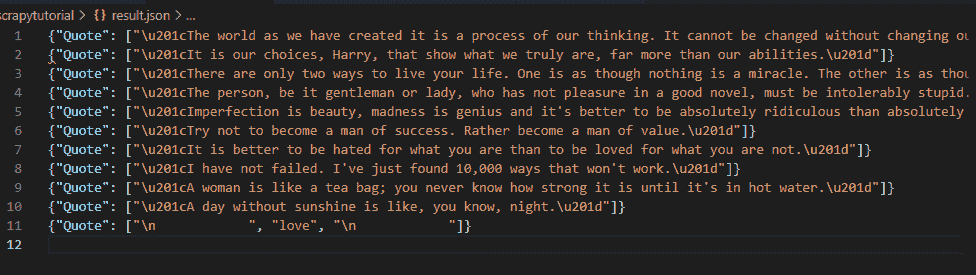 scrapytutorial > {} result.json > ...
1 {"Quote": ["\u201cThe world as we have created it is a process of our thinking. It cannot be changed without changing
2 {"Quote": ["\u201cIt is our choices, Harry, that show what we truly are, far more than our abilities.\u201d"]}
3 {"Quote": ["\u201cThere are only two ways to live your life. One is as though nothing is a miracle. The other is as
4 {"Quote": ["\u201cThe person, be it gentleman or lady, who has not pleasure in a good novel, must be intolerably stupid.
5 {"Quote": ["\u201cImperfection is beauty, madness is genius and it's better to be absolutely ridiculous than absolutely
6 {"Quote": ["\u201cTry not to become a man of success. Rather become a man of value.\u201d"]}
7 {"Quote": ["\u201cIt is better to be hated for what you are than to be loved for what you are not.\u201d"]}
8 {"Quote": ["\u201cI have not failed. I've just found 10,000 ways that won't work.\u201d"]}
9 {"Quote": ["\u201cA woman is like a tea bag; you never know how strong it is until it's in hot water.\u201d"]}
10 {"Quote": ["\u201cA day without sunshine is like, you know, night.\u201d"]}
11 {"Quote": ["\n            ", "love", "\n            "]}
12